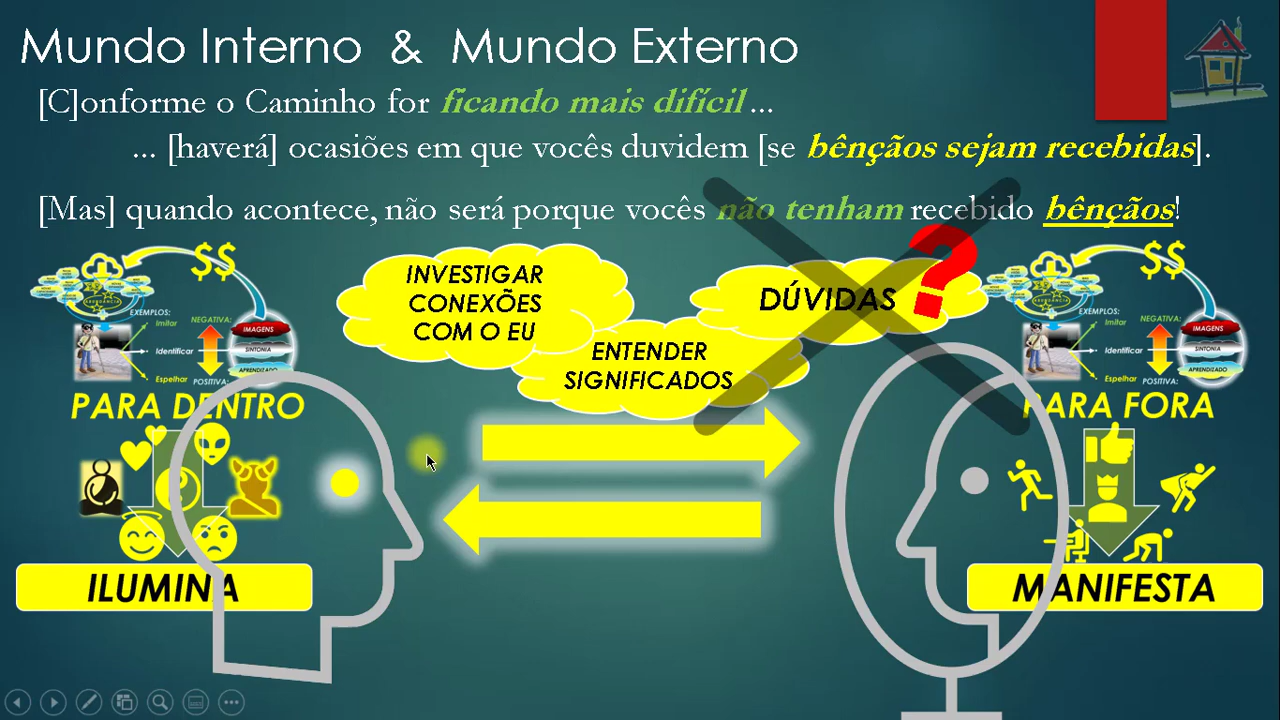 Mundo Interno & Mundo Externo
[C]onforme o Caminho for ficando mais difícil ...
... [haverá] ocasiões em que vocês duvidem [se bênçãos sejam recebidas].
[Mas] quando acontece, não será porque vocês não tenham recebido bênçãos!
$$
EXEMPLOS:
NEGATIVA:
Imitar
IMAGENS
Identificar
SINTONIA
Espelhar
POSITIVA:
APRENDIZADO
INVESTIGAR
CONEXÕES
COM O EU
ENTENDER
SIGNIFICADOS
DÚVIDAS ?
$$
EXEMPLOS:
NEGATIVA:
Imitar
IMAGENS
Identificar
SINTONIA
Espelhar
POSITIVA:
APRENDIZADO
PARA DENTRO
PARA FORA
ILUMINA
MANIFESTA